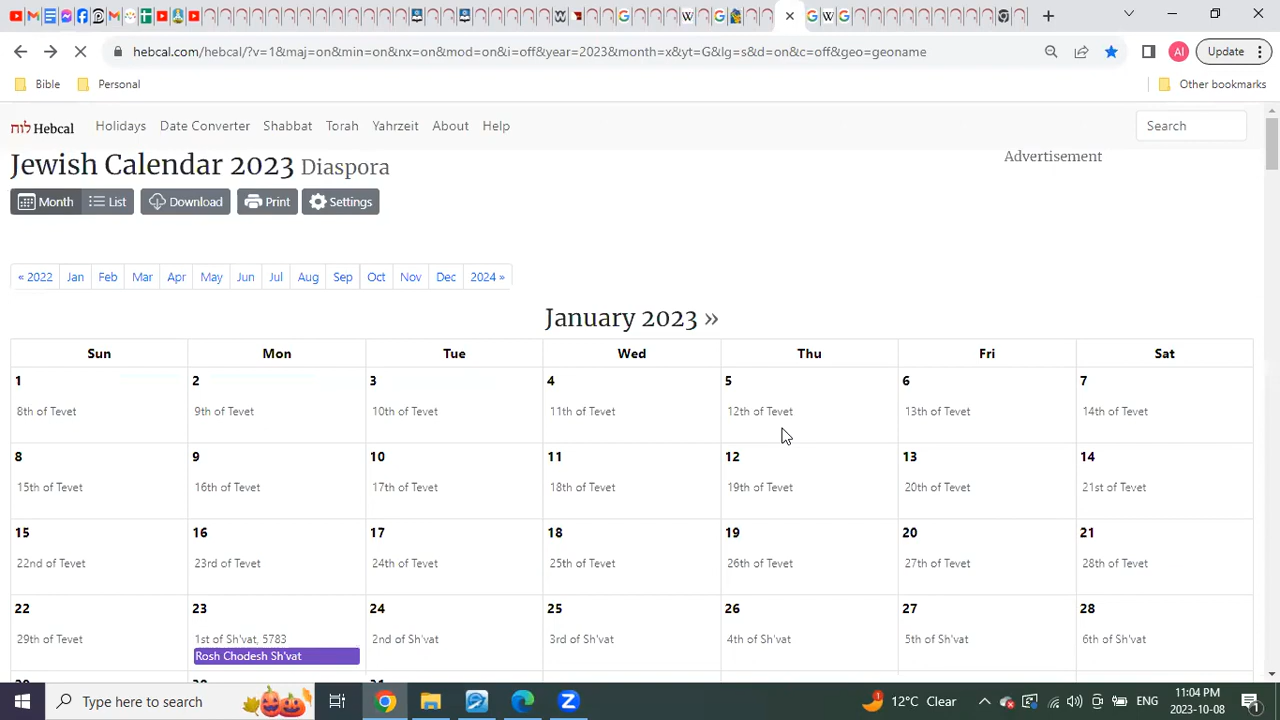 hebcal.com/hebcal/?v=1&maj=on&min=on&nx=on&mod=on&i=off&year=2023&month=x&yt=G&lg=s&d=on&c=off&geo=geoname
AI
Update
Bible
Personal
Other bookmarks
לוח Hebcal
Holidays
Date Converter
Shabbat
Torah
Yahrzeit
About
Help
Search
Jewish Calendar 2023 Diaspora
Advertisement
Month
List
Download
Print
Settings
« 2022 Jan Feb Mar Apr May Jun Jul Aug Sep Oct Nov Dec 2024 »
January 2023 »
Sun Mon Tue Wed Thu Fri Sat
1 2 3 4 5 6 7
8th of Tevet 9th of Tevet 10th of Tevet 11th of Tevet 12th of Tevet 13th of Tevet 14th of Tevet
8 9 10 11 12 13 14
15th of Tevet 16th of Tevet 17th of Tevet 18th of Tevet 19th of Tevet 20th of Tevet 21st of Tevet
15 16 17 18 19 20 21
22nd of Tevet 23rd of Tevet 24th of Tevet 25th of Tevet 26th of Tevet 27th of Tevet 28th of Tevet
22 23 24 25 26 27 28
29th of Tevet 1st of Sh'vat, 5783 2nd of Sh'vat 3rd of Sh'vat 4th of Sh'vat 5th of Sh'vat 6th of Sh'vat
Rosh Chodesh Sh'vat
Type here to search
1
12°C Clear
ENG
11:04 PM
2023-10-08
1